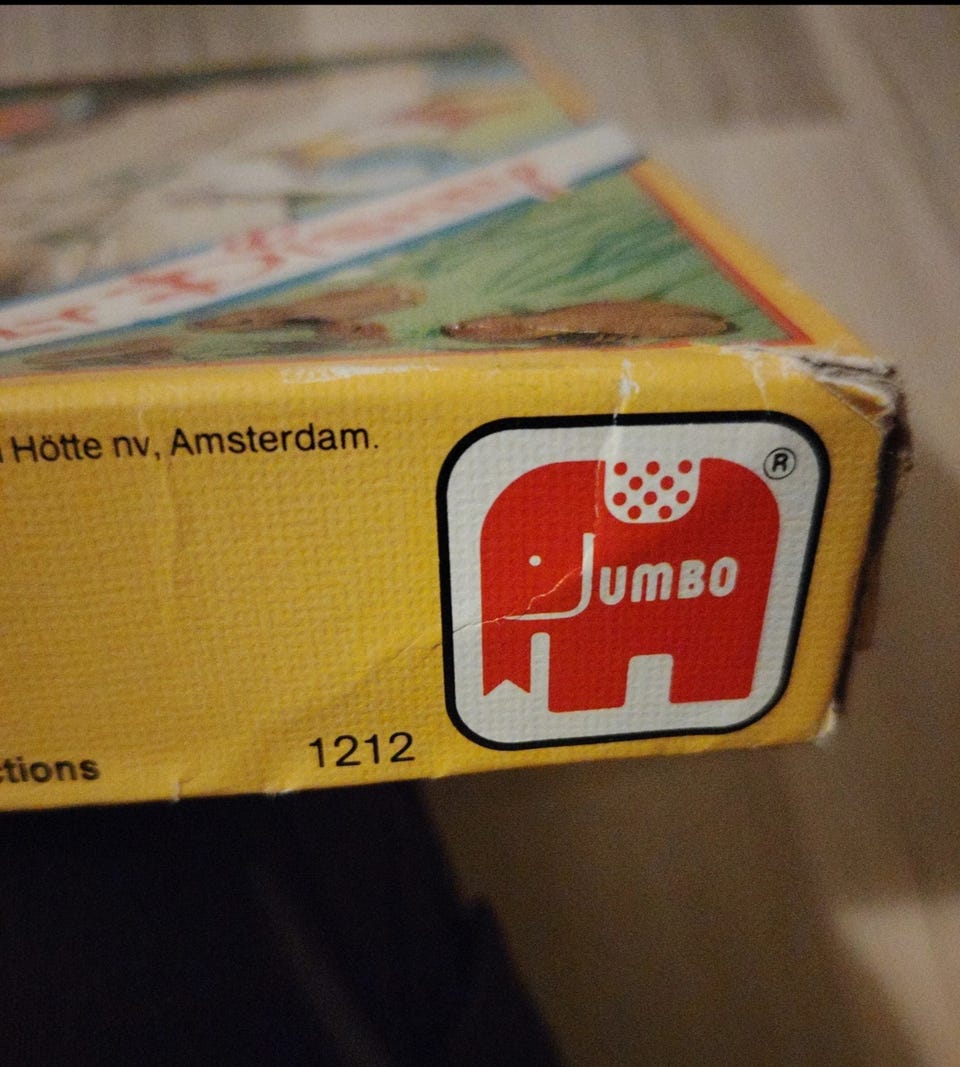 Hötte nv, Amsterdam.
®
JUMBO
ctions
1212